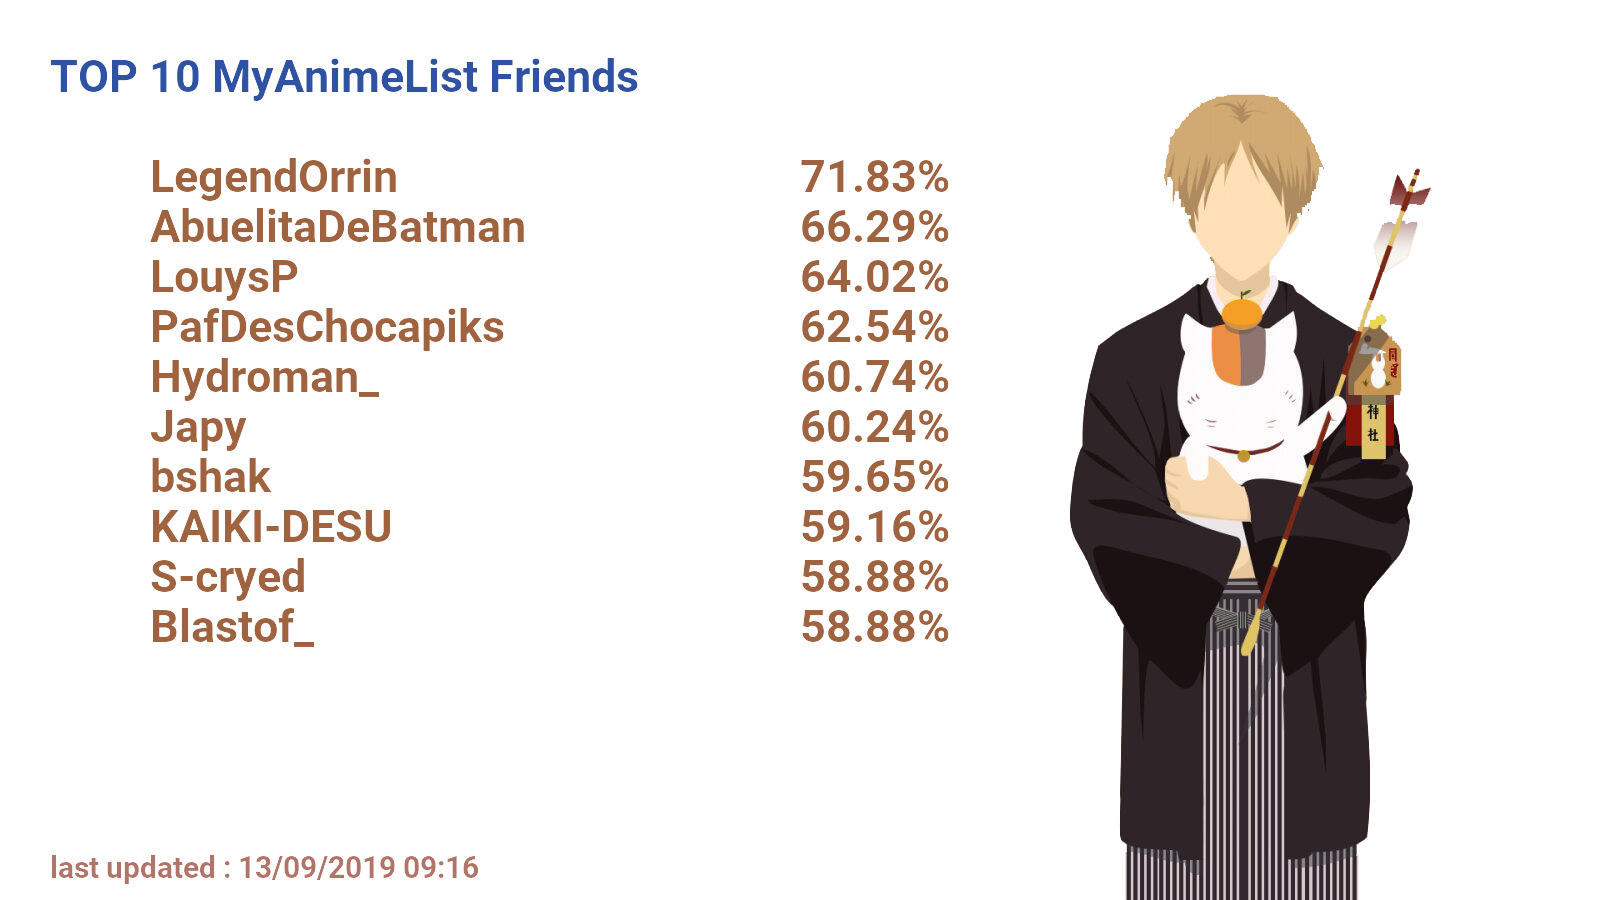 TOP 10 MyAnimeList Friends
LegendOrrin 71.83%
AbuelitaDeBatman 66.29%
LouysP 64.02%
PafDesChocapiks 62.54%
Hydroman_ 60.74%
Japy 60.24%
bshak 59.65%
KAIKI-DESU 59.16%
S-cryed 58.88%
Blastof_ 58.88%
神社
last updated : 13/09/2019 09:16